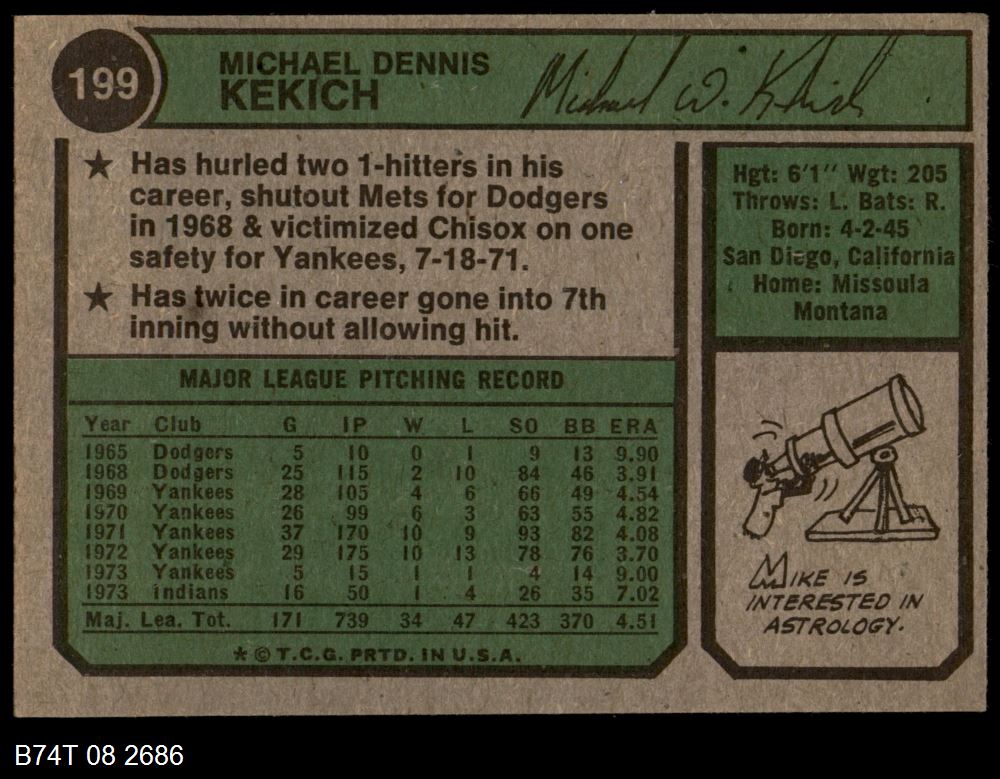 199
MICHAEL DENNIS
KEKICH
Michael D. Kekich
★ Has hurled two 1-hitters in his
career, shutout Mets for Dodgers
in 1968 & victimized Chisox on one
safety for Yankees, 7-18-71.
★ Has twice in career gone into 7th
inning without allowing hit.
Hgt: 6'1" Wgt: 205
Throws: L. Bats: R.
Born: 4-2-45
San Diego, California
Home: Missoula
Montana
MAJOR LEAGUE PITCHING RECORD
Year Club G IP W L SO BB ERA
1965 Dodgers 5 10 0 1 9 13 9.90
1968 Dodgers 25 115 2 10 84 46 3.91
1969 Yankees 28 105 4 6 66 49 4.54
1970 Yankees 26 99 6 3 63 55 4.82
1971 Yankees 37 170 10 9 93 82 4.08
1972 Yankees 29 175 10 13 78 76 3.70
1973 Yankees 5 15 1 1 4 14 9.00
1973 Indians 16 50 1 4 26 35 7.02
Maj. Lea. Tot. 171 739 34 47 423 370 4.51
* © T.C.G. PRTD. IN U.S.A.
MIKE IS
INTERESTED IN
ASTROLOGY.
B74T 08 2686